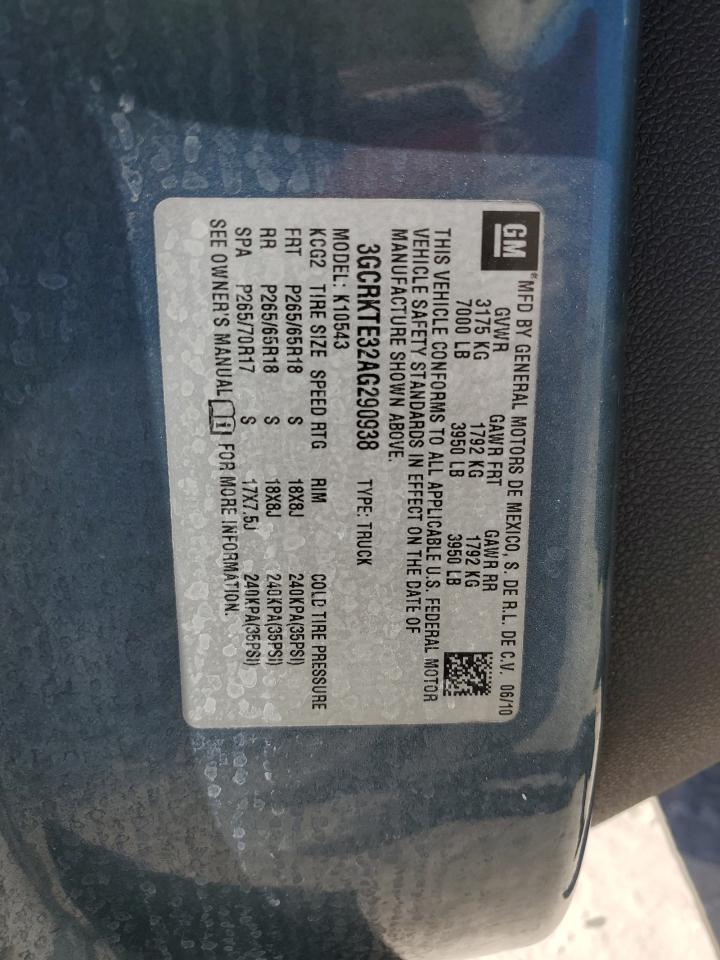 GM
®MFD BY GENERAL MOTORS DE MEXICO, S. DE R.L. DE C.V. 06/10
GVWR GAWR FRT GAWR RR
3175 KG 1792 KG 1792 KG
7000 LB 3950 LB 3950 LB
THIS VEHICLE CONFORMS TO ALL APPLICABLE U.S. FEDERAL MOTOR
VEHICLE SAFETY STANDARDS IN EFFECT ON THE DATE OF
MANUFACTURE SHOWN ABOVE.
3GCRKTE32AG290938 TYPE: TRUCK
MODEL: K10543
KCG2 TIRE SIZE SPEED RTG RIM COLD TIRE PRESSURE
FRT P265/65R18 S 18X8J 240KPA(35PSI)
RR P265/65R18 S 18X8J 240KPA(35PSI)
SPA P265/70R17 S 17X7.5J 240KPA(35PSI)
SEE OWNER'S MANUAL FOR MORE INFORMATION.